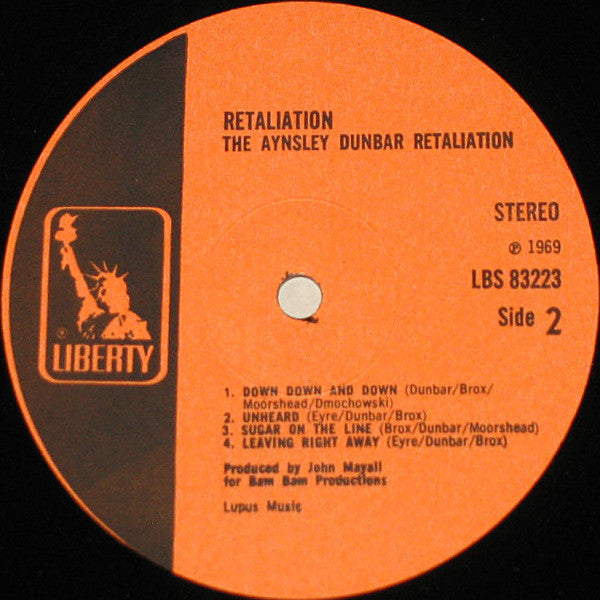 RETALIATION
THE AYNSLEY DUNBAR RETALIATION
STEREO
℗ 1969
LBS 83223
Side 2
® LIBERTY
1. DOWN DOWN AND DOWN (Dunbar/Brox/
Moorshead/Dmochowski)
2. UNHEARD (Eyre/Dunbar/Brox)
3. SUGAR ON THE LINE (Brox/Dunbar/Moorshead)
4. LEAVING RIGHT AWAY (Eyre/Dunbar/Brox)
Produced by John Mayall
for Bam Bam Productions
Lupus Music